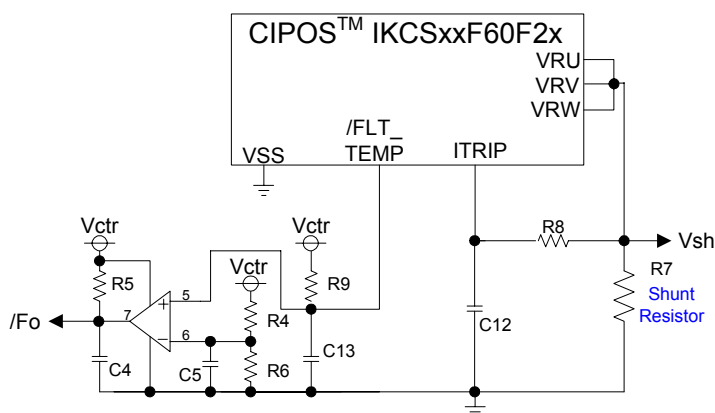 CIPOS™ IKCSxxF60F2x
VRU
VRV
VRW
/FLT_
TEMP
ITRIP
VSS
Vctr
Vctr
Vctr
R8
Vsh
R5
R9
R7
Shunt
Resistor
5
+
7
/Fo
R4
6
−
C12
C4
C5
R6
C13